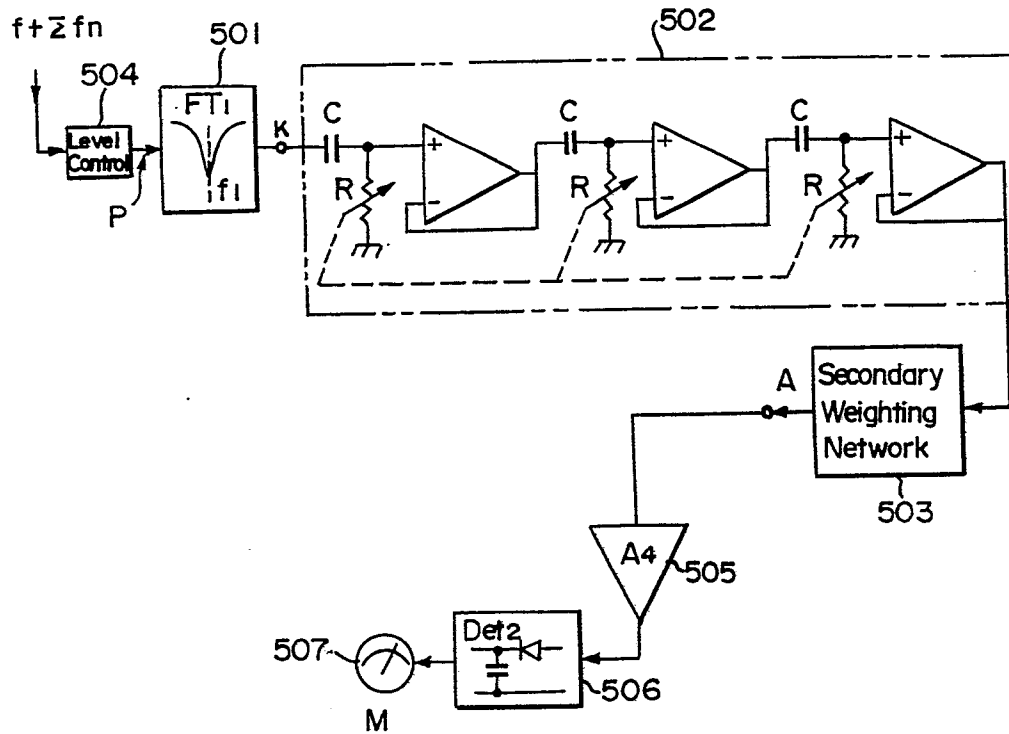 f+Σfn
504
501
502
Level
Control
P
FT1
f1
K
C
R
+
-
C
R
+
-
C
R
+
-
A
Secondary
Weighting
Network
503
A4
505
Det2
506
507
M